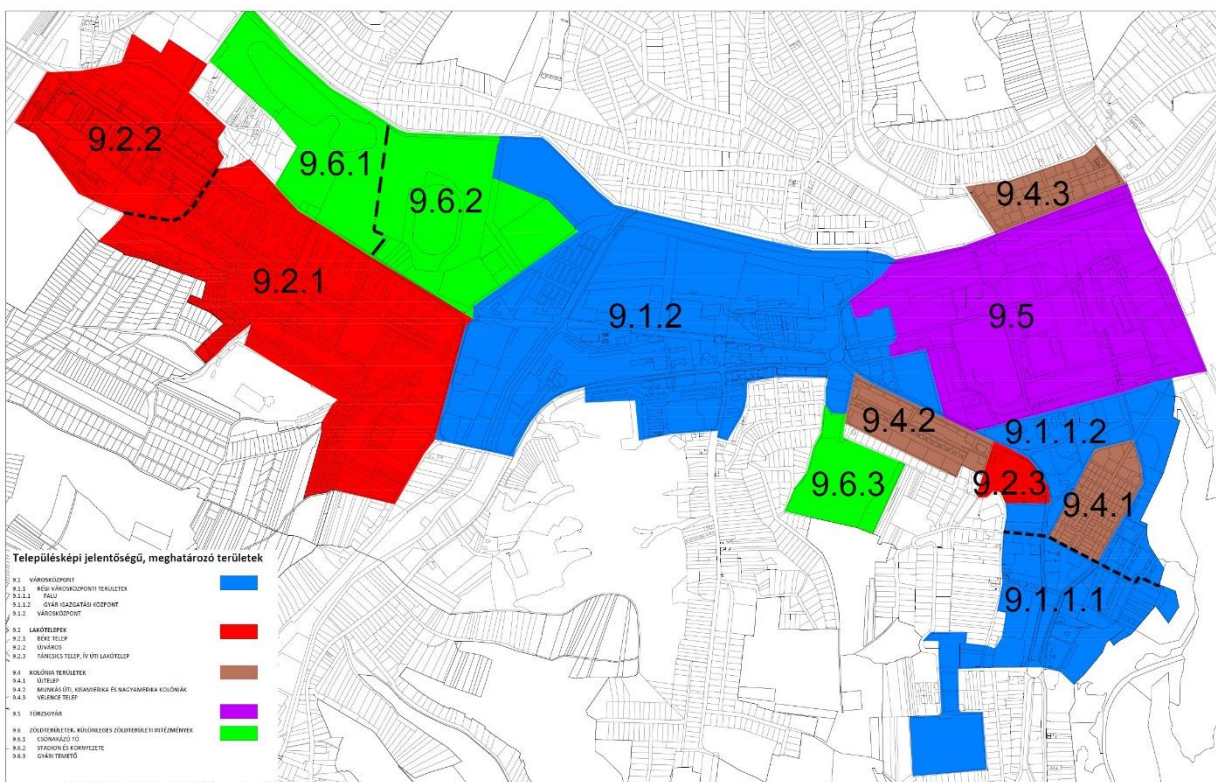 9.2.2
9.6.1
9.6.2
9.4.3
9.2.1
9.1.2
9.5
9.4.2
9.1.1.2
9.6.3
9.2.3
9.4.1
9.1.1.1
Településképi jelentőségű, meghatározó területek
9.1 VÁROSKÖZPONT
9.1.1 RÉGI VÁROSKÖZPONTI TERÜLETEK
9.1.1.1 FALU
9.1.1.2 GYÁR IGAZGATÁSI KÖZPONT
9.1.2 VÁROSKÖZPONT
9.2 LAKÓTELEPEK
9.2.1 BÉKE TELEP
9.2.2 ÚJVÁROS
9.2.3 TÁNCSICS TELEP, ÍV ÚTI LAKÓTELEP
9.4 KOLÓNIA TERÜLETEK
9.4.1 ÚJTELEP
9.4.2 MUNKÁS ÚTI, KISAMERIKA ÉS NAGYAMERIKA KOLÓNIÁK
9.4.3 VELENCE TELEP
9.5 TÖRZSGYÁR
9.6 ZÖLDTERÜLETEK, KÜLÖNLEGES ZÖLDTERÜLETI INTÉZMÉNYEK
9.6.1 CSÓNAKÁZÓ TÓ
9.6.2 STADION ÉS KÖRNYEZETE
9.6.3 GYÁRI TEMETŐ